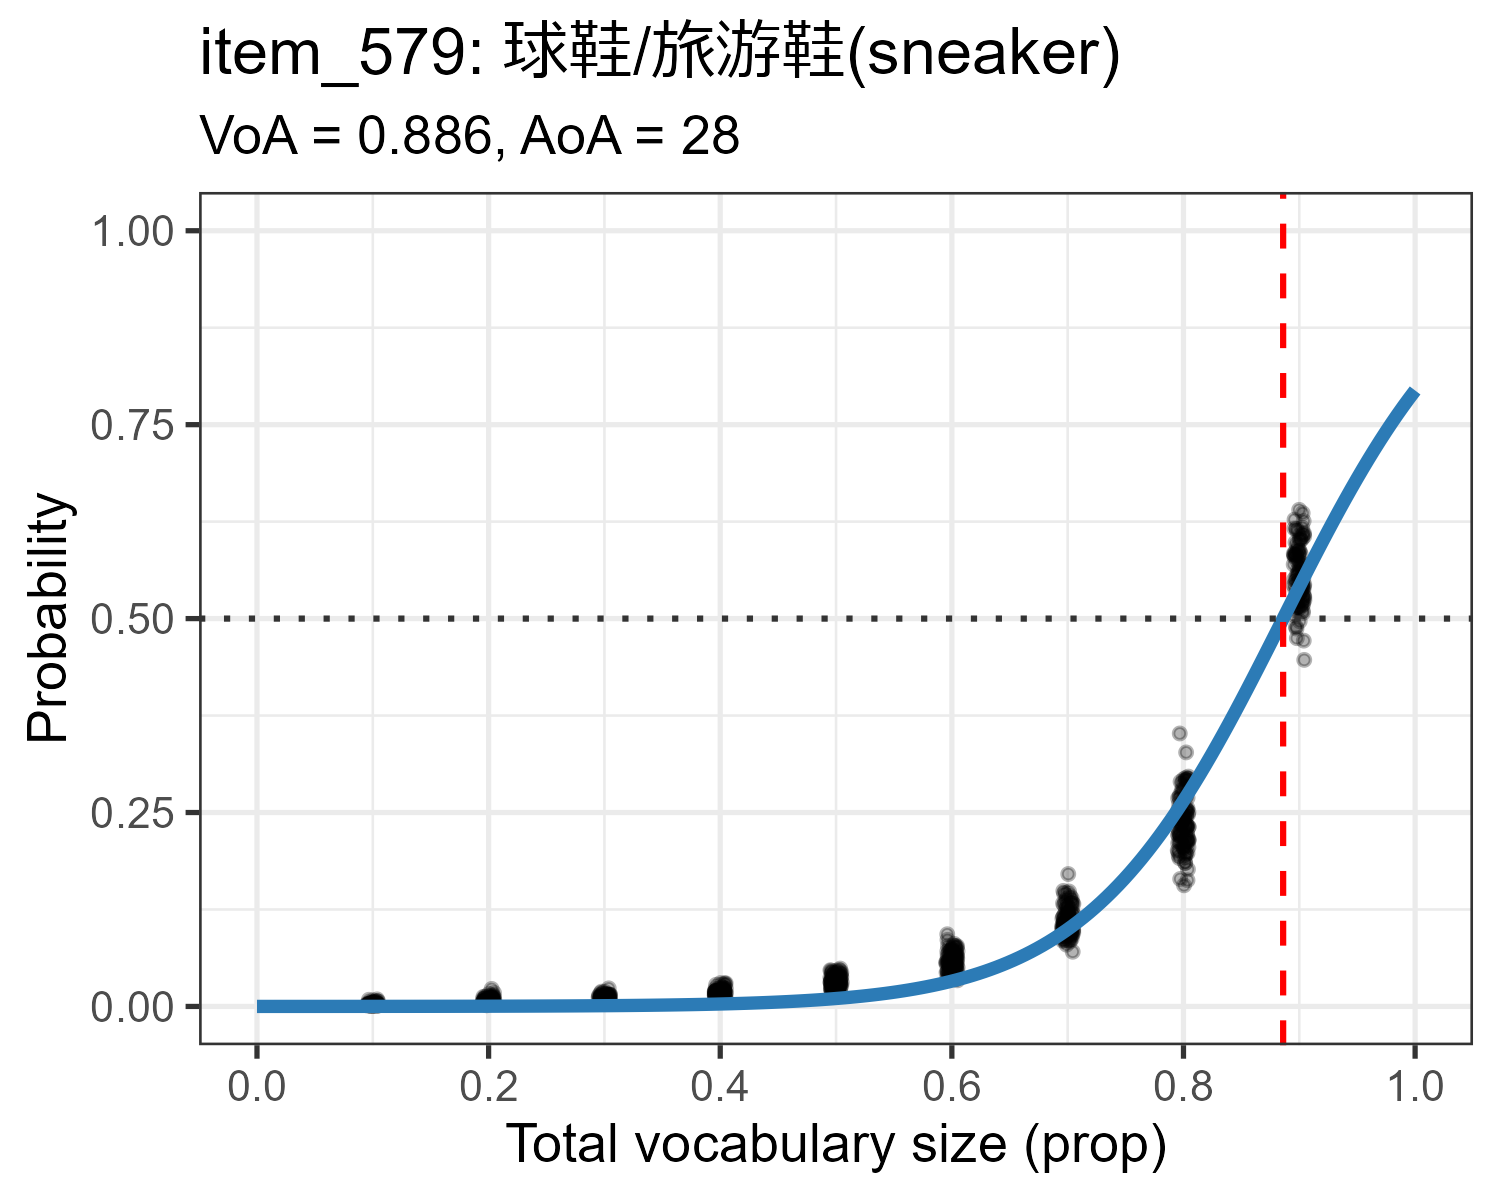 item_579: 球鞋/旅游鞋(sneaker)
VoA = 0.886, AoA = 28
1.00
0.75
0.50
0.25
0.00
Probability
0.0 0.2 0.4 0.6 0.8 1.0
Total vocabulary size (prop)